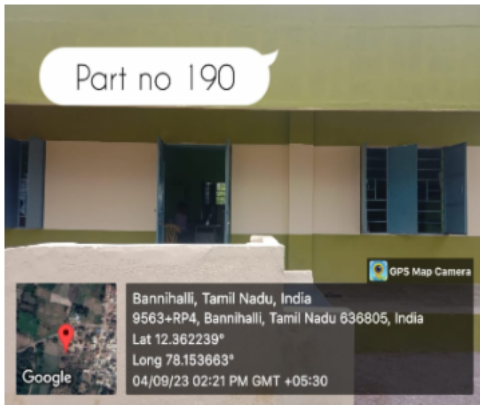 Part no 190
GPS Map Camera
Bannihalli, Tamil Nadu, India
9563+RP4, Bannihalli, Tamil Nadu 636805, India
Lat 12.362239°
Long 78.153663°
04/09/23 02:21 PM GMT +05:30
Google